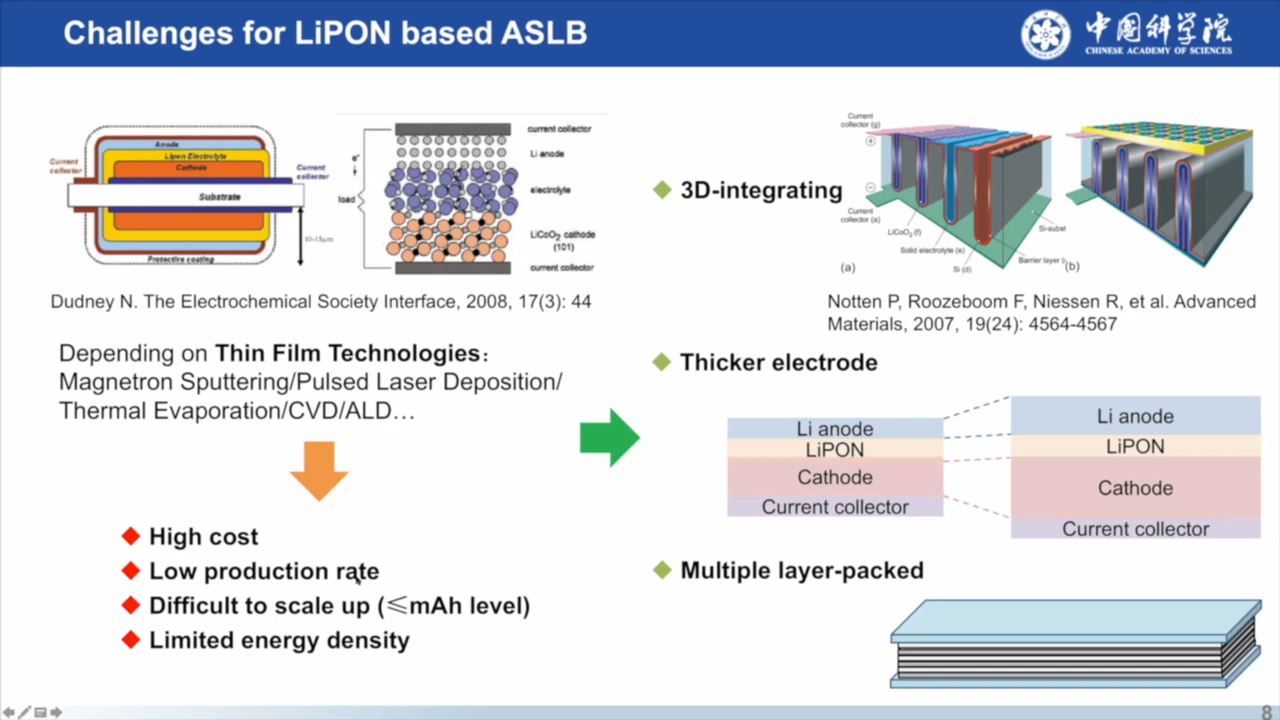 Challenges for LiPON based ASLB
中国科学院
CHINESE ACADEMY OF SCIENCES
Anode
Lipon Electrolyte
Cathode
Current
collector
Current
collector
Substrate
10-15μm
Protective coating
current collector
Li anode
e-
load
electrolyte
LiCoO2 cathode
(101)
current collector
Dudney N. The Electrochemical Society Interface, 2008, 17(3): 44
Depending on Thin Film Technologies:
Magnetron Sputtering/Pulsed Laser Deposition/
Thermal Evaporation/CVD/ALD…
◆ High cost
◆ Low production rate
◆ Difficult to scale up (≤mAh level)
◆ Limited energy density
◆ 3D-integrating
Current
collector (g)
Current
collector (a)
LiCoO2 (f)
Solid electrolyte (e)
Si (d)
Si-subst
Barrier layer (
(a)
(b)
Notten P, Roozeboom F, Niessen R, et al. Advanced
Materials, 2007, 19(24): 4564-4567
◆ Thicker electrode
Li anode
LiPON
Cathode
Current collector
Li anode
LiPON
Cathode
Current collector
◆ Multiple layer-packed
8